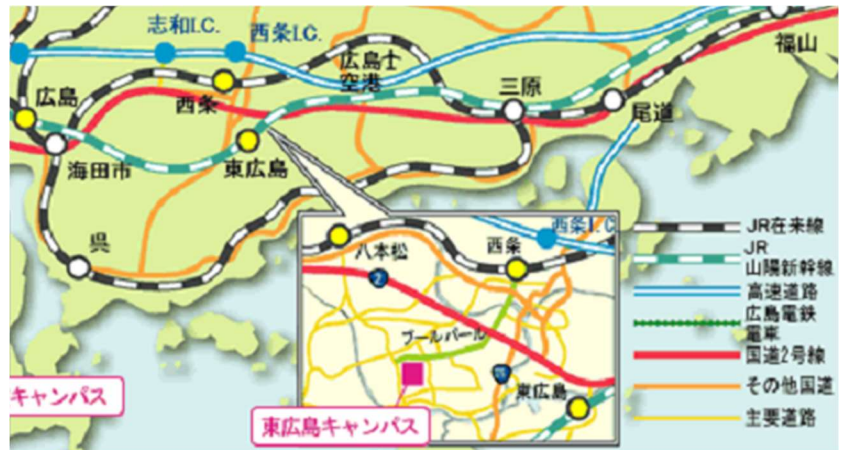 志和I.C.
西条I.C.
福山
広島士
空港
広島
西条
三原
尾道
海田市
東広島
呉
西条I.C
八本松
西条
2
ブールバール
東広島
キャンパス
東広島キャンパス
JR在来線
JR
山陽新幹線
高速道路
広島電鉄
電車
国道2号線
その他国道
主要道路